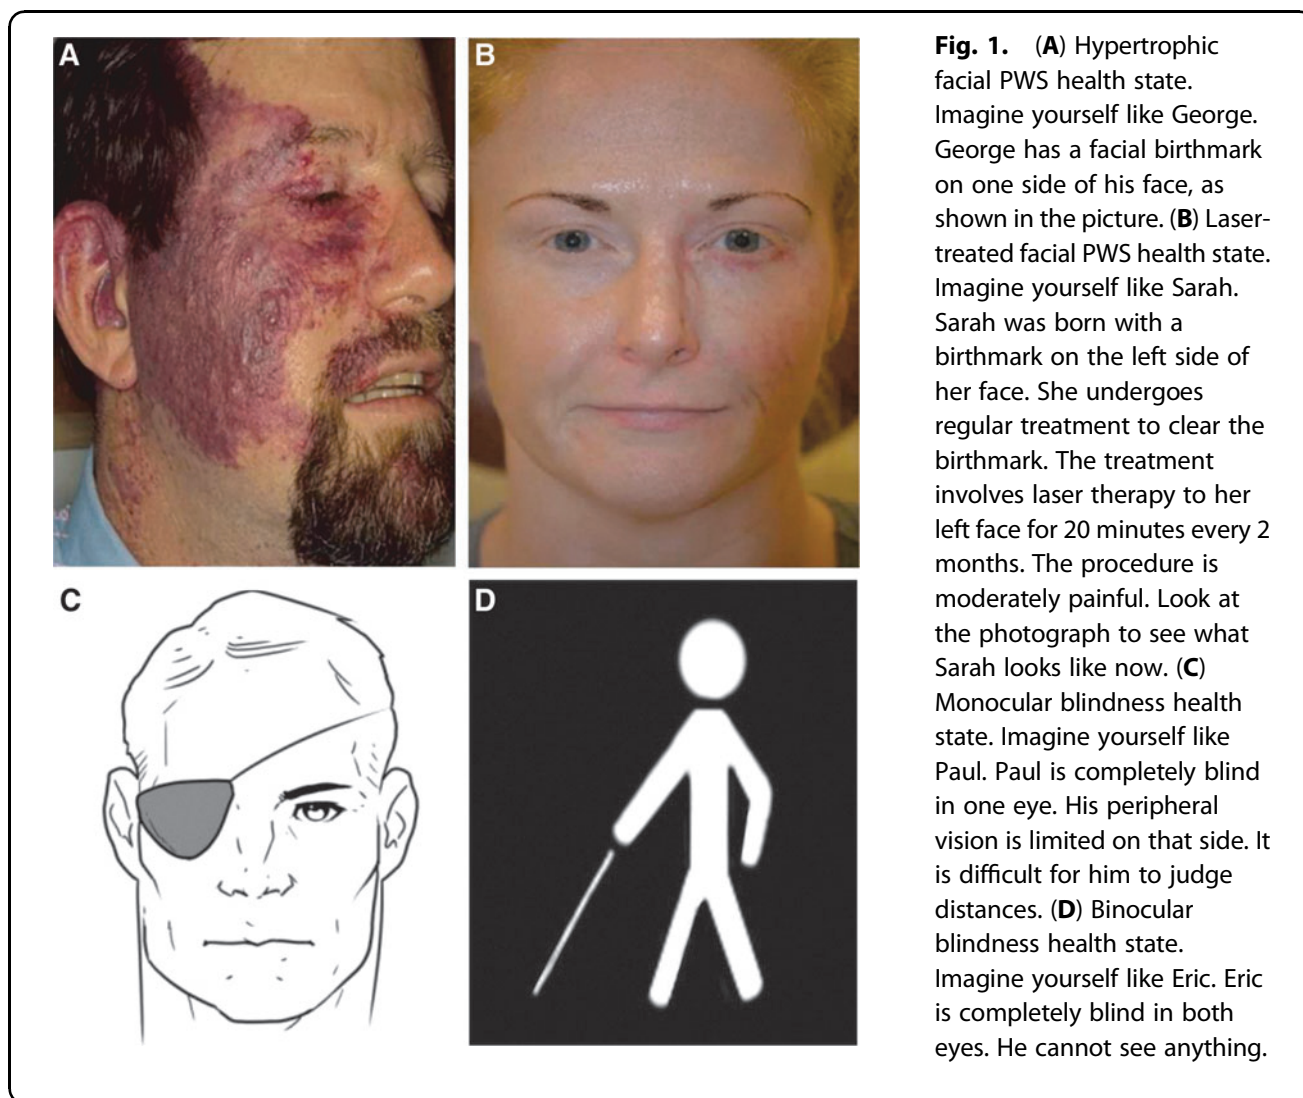 A
B
C
D
Fig. 1. (A) Hypertrophic
facial PWS health state.
Imagine yourself like George.
George has a facial birthmark
on one side of his face, as
shown in the picture. (B) Laser-
treated facial PWS health state.
Imagine yourself like Sarah.
Sarah was born with a
birthmark on the left side of
her face. She undergoes
regular treatment to clear the
birthmark. The treatment
involves laser therapy to her
left face for 20 minutes every 2
months. The procedure is
moderately painful. Look at
the photograph to see what
Sarah looks like now. (C)
Monocular blindness health
state. Imagine yourself like
Paul. Paul is completely blind
in one eye. His peripheral
vision is limited on that side. It
is difficult for him to judge
distances. (D) Binocular
blindness health state.
Imagine yourself like Eric. Eric
is completely blind in both
eyes. He cannot see anything.